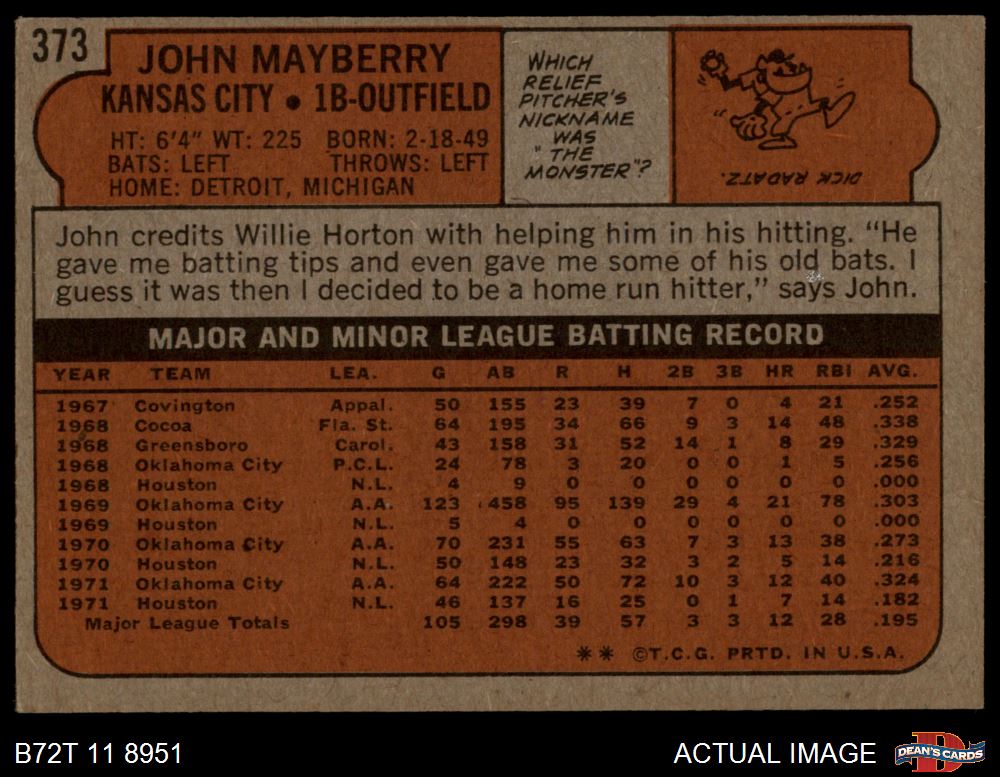 373
JOHN MAYBERRY
KANSAS CITY • 1B-OUTFIELD
HT: 6'4" WT: 225 BORN: 2-18-49
BATS: LEFT THROWS: LEFT
HOME: DETROIT, MICHIGAN
WHICH
RELIEF
PITCHER'S
NICKNAME
WAS
"THE
MONSTER"?
DICK RADATZ.
John credits Willie Horton with helping him in his hitting. "He
gave me batting tips and even gave me some of his old bats. I
guess it was then I decided to be a home run hitter," says John.
MAJOR AND MINOR LEAGUE BATTING RECORD
YEAR TEAM LEA. G AB R H 2B 3B HR RBI AVG.
1967 Covington Appal. 50 155 23 39 7 0 4 21 .252
1968 Cocoa Fla. St. 64 195 34 66 9 3 14 48 .338
1968 Greensboro Carol. 43 158 31 52 14 1 8 29 .329
1968 Oklahoma City P.C.L. 24 78 3 20 0 0 1 5 .256
1968 Houston N.L. 4 9 0 0 0 0 0 0 .000
1969 Oklahoma City A.A. 123 458 95 139 29 4 21 78 .303
1969 Houston N.L. 5 4 0 0 0 0 0 0 .000
1970 Oklahoma City A.A. 70 231 55 63 7 3 13 38 .273
1970 Houston N.L. 50 148 23 32 3 2 5 14 .216
1971 Oklahoma City A.A. 64 222 50 72 10 3 12 40 .324
1971 Houston N.L. 46 137 16 25 0 1 7 14 .182
Major League Totals 105 298 39 57 3 3 12 28 .195
** ©T.C.G. PRTD. IN U.S.A.
B72T 11 8951
ACTUAL IMAGE
DEAN'S CARDS